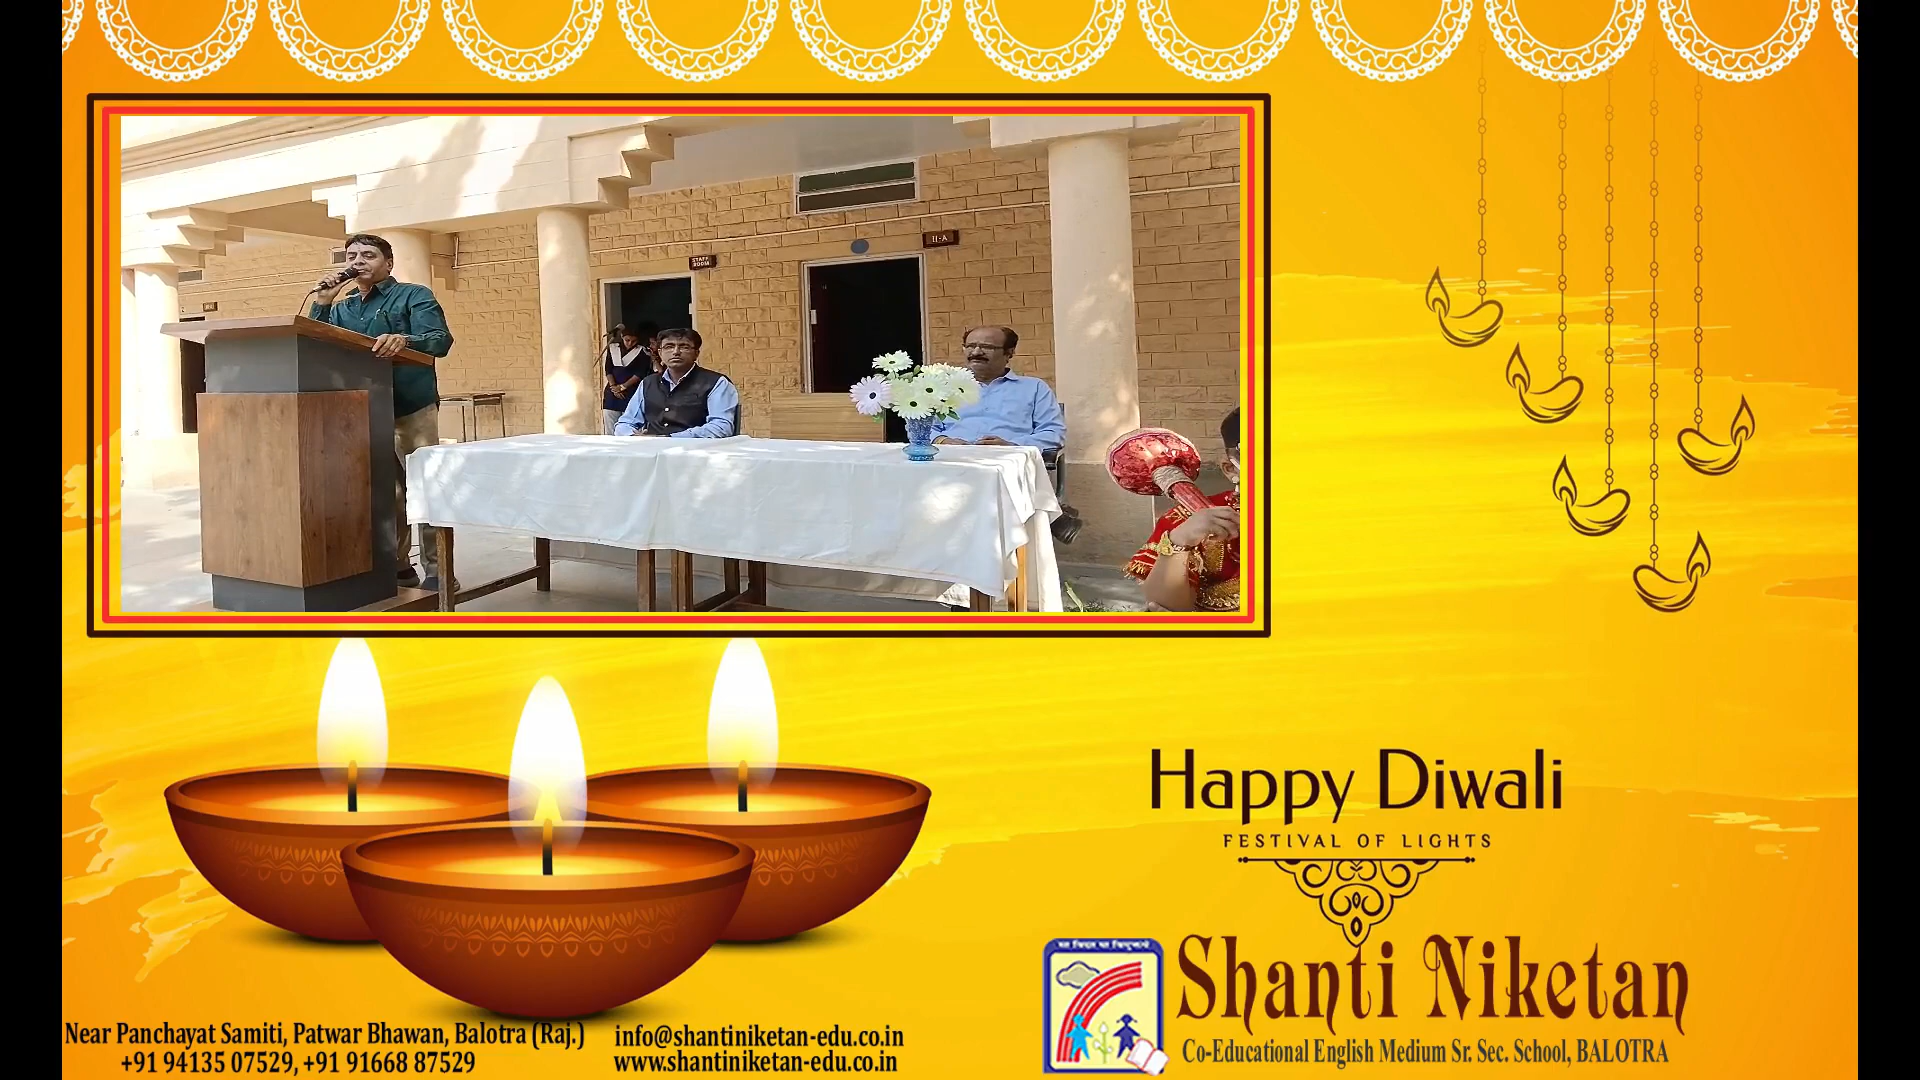 STAFF
ROOM
II-A
Happy Diwali
FESTIVAL OF LIGHTS
Shanti Niketan
Co-Educational English Medium Sr. Sec. School, BALOTRA
Near Panchayat Samiti, Patwar Bhawan, Balotra (Raj.)
+91 94135 07529, +91 91668 87529
info@shantiniketan-edu.co.in
www.shantiniketan-edu.co.in